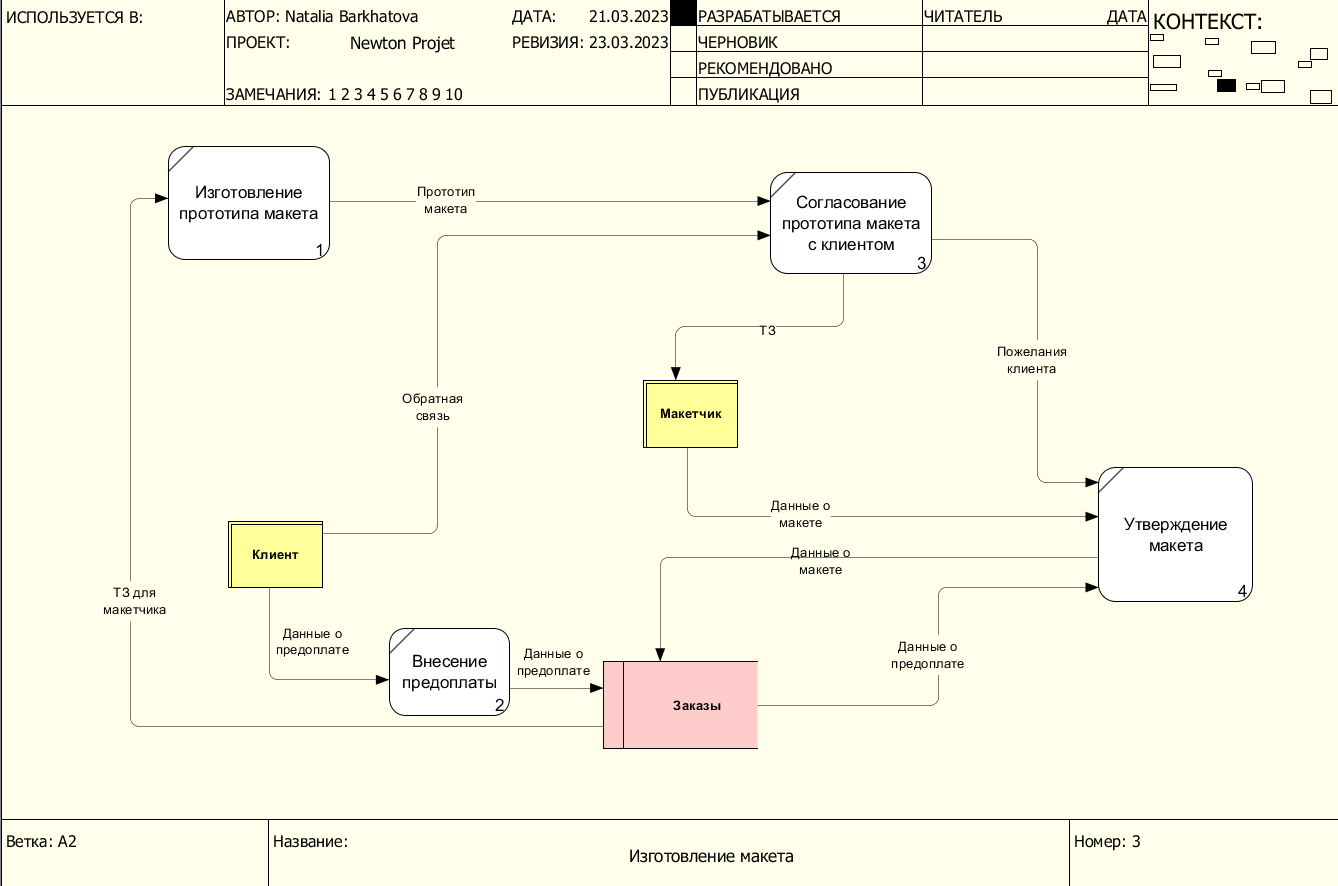 ИСПОЛЬЗУЕТСЯ В:
АВТОР: Natalia Barkhatova
ДАТА: 21.03.2023
ПРОЕКТ: Newton Projet
РЕВИЗИЯ: 23.03.2023
ЗАМЕЧАНИЯ: 1 2 3 4 5 6 7 8 9 10
РАЗРАБАТЫВАЕТСЯ
ЧЕРНОВИК
РЕКОМЕНДОВАНО
ПУБЛИКАЦИЯ
ЧИТАТЕЛЬ
ДАТА
КОНТЕКСТ:
Изготовление
прототипа макета
1
Прототип
макета
Согласование
прототипа макета
с клиентом
3
ТЗ
Пожелания
клиента
Обратная
связь
Макетчик
Данные о
макете
Утверждение
макета
4
Клиент
Данные о
макете
ТЗ для
макетчика
Данные о
предоплате
Внесение
предоплаты
2
Данные о
предоплате
Данные о
предоплате
Заказы
Ветка: A2
Название:
Изготовление макета
Номер: 3